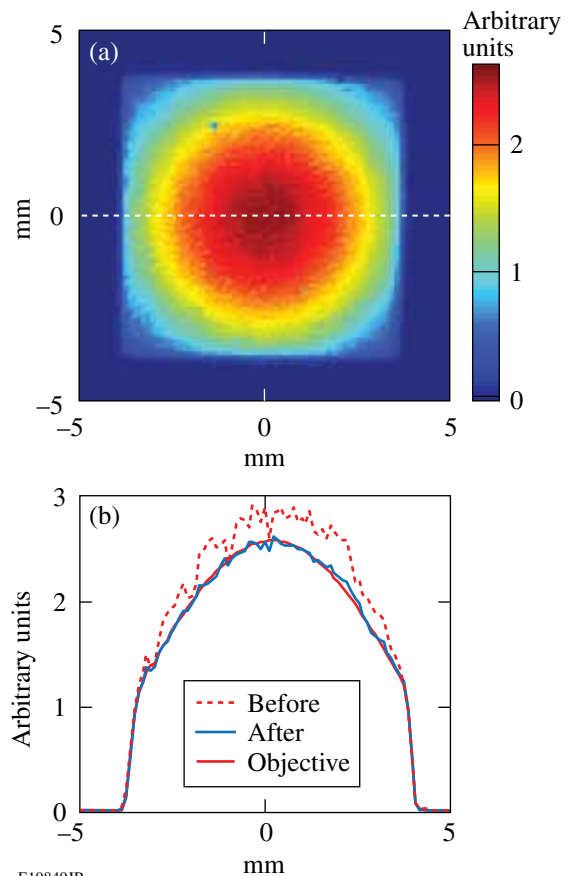 Arbitrary
units
5
(a)
2
mm
0
1
0
–5
–5
0
5
mm
3
(b)
2
Arbitrary units
Before
1
After
Objective
0
–5
0
5
mm